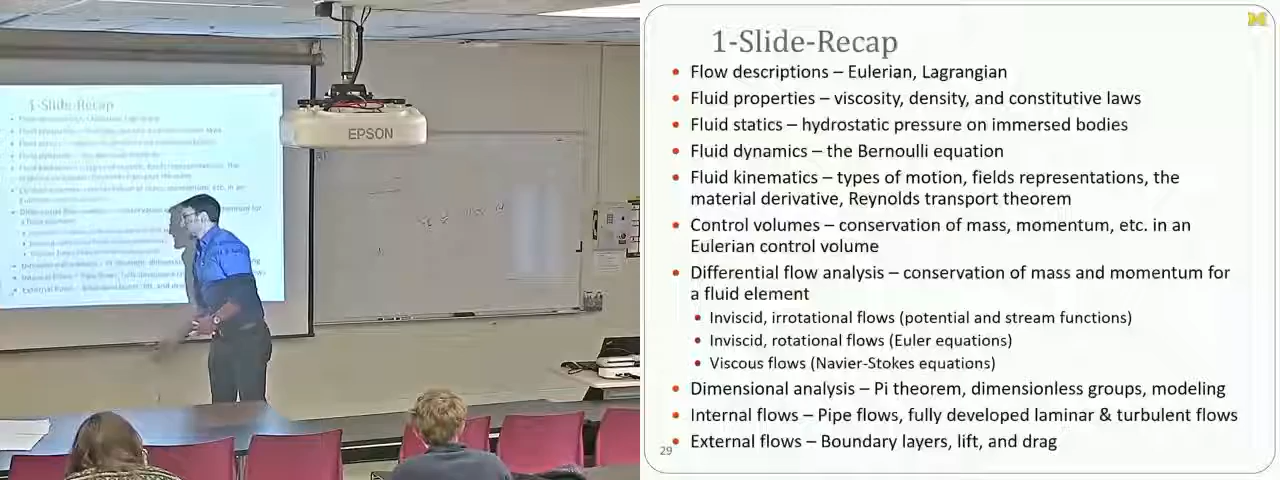 1-Slide-Recap
EPSON
M
1-Slide-Recap
• Flow descriptions – Eulerian, Lagrangian
• Fluid properties – viscosity, density, and constitutive laws
• Fluid statics – hydrostatic pressure on immersed bodies
• Fluid dynamics – the Bernoulli equation
• Fluid kinematics – types of motion, fields representations, the
material derivative, Reynolds transport theorem
• Control volumes – conservation of mass, momentum, etc. in an
Eulerian control volume
• Differential flow analysis – conservation of mass and momentum for
a fluid element
• Inviscid, irrotational flows (potential and stream functions)
• Inviscid, rotational flows (Euler equations)
• Viscous flows (Navier-Stokes equations)
• Dimensional analysis – Pi theorem, dimensionless groups, modeling
• Internal flows – Pipe flows, fully developed laminar & turbulent flows
• External flows – Boundary layers, lift, and drag
29